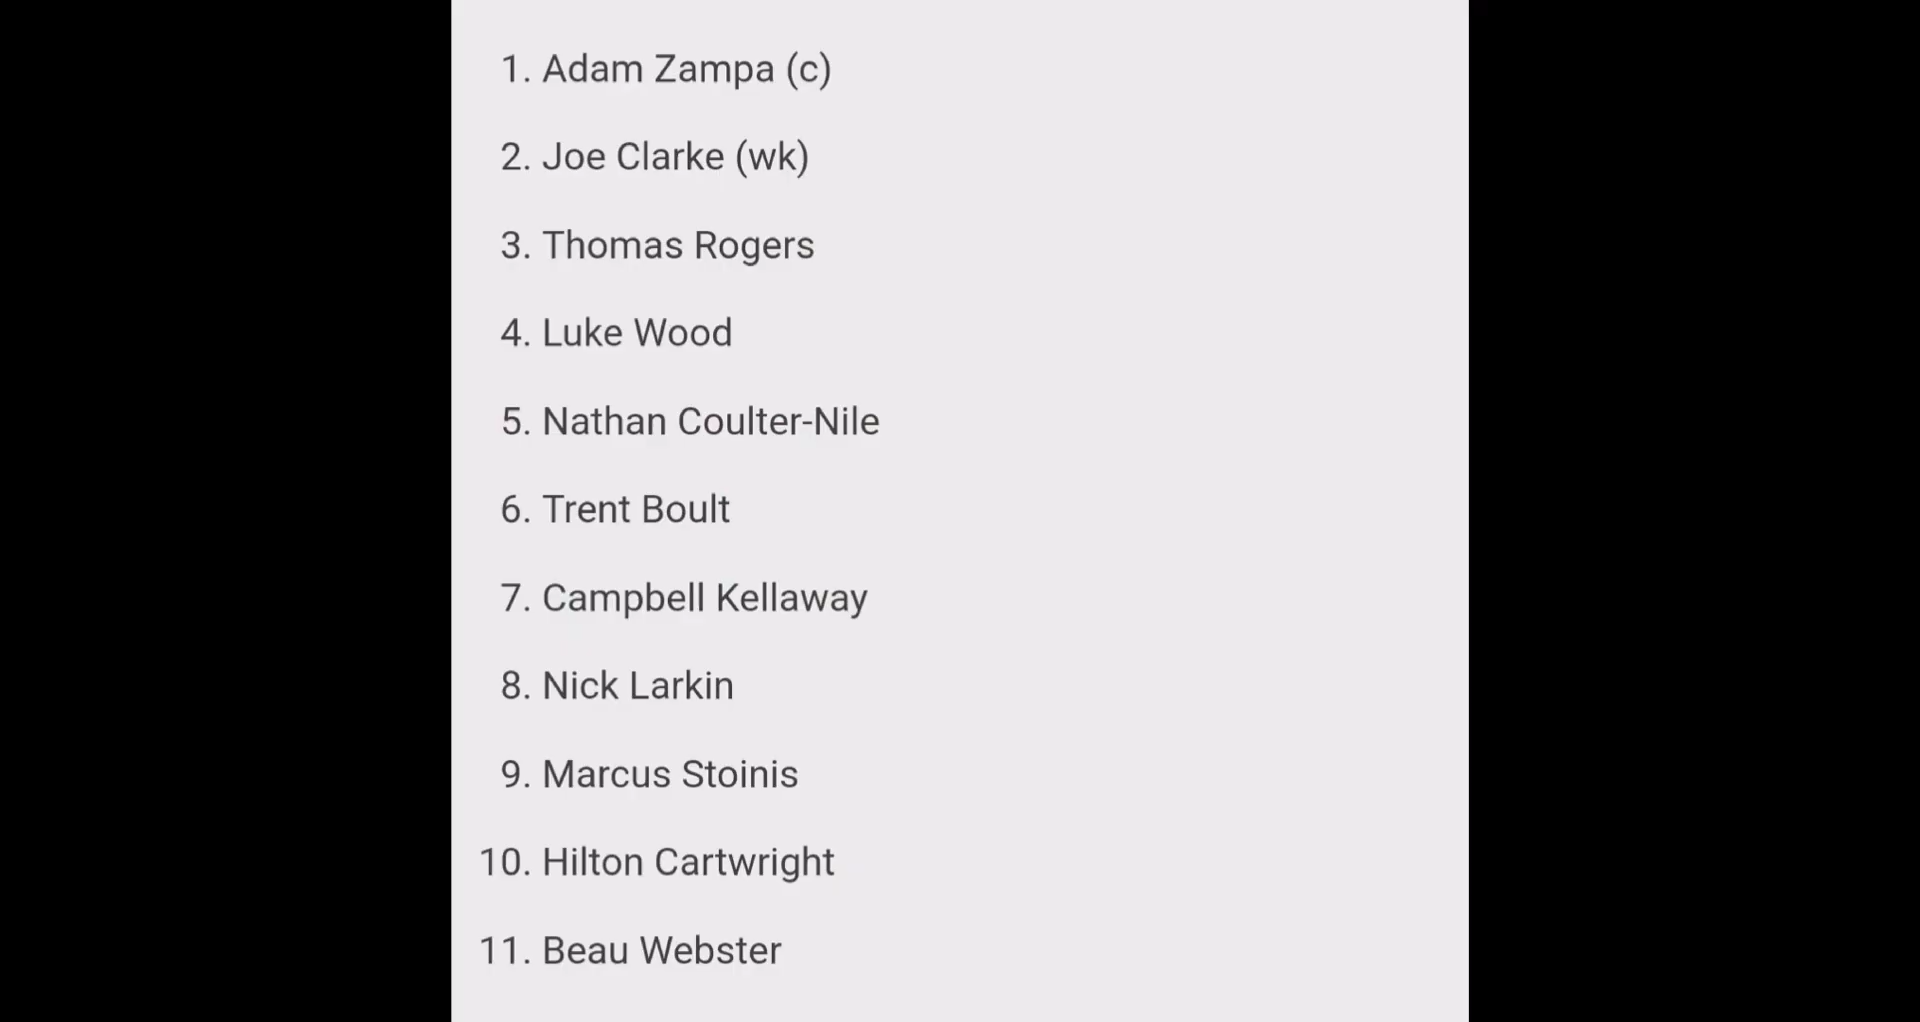 1. Adam Zampa (c)
2. Joe Clarke (wk)
3. Thomas Rogers
4. Luke Wood
5. Nathan Coulter-Nile
6. Trent Boult
7. Campbell Kellaway
8. Nick Larkin
9. Marcus Stoinis
10. Hilton Cartwright
11. Beau Webster